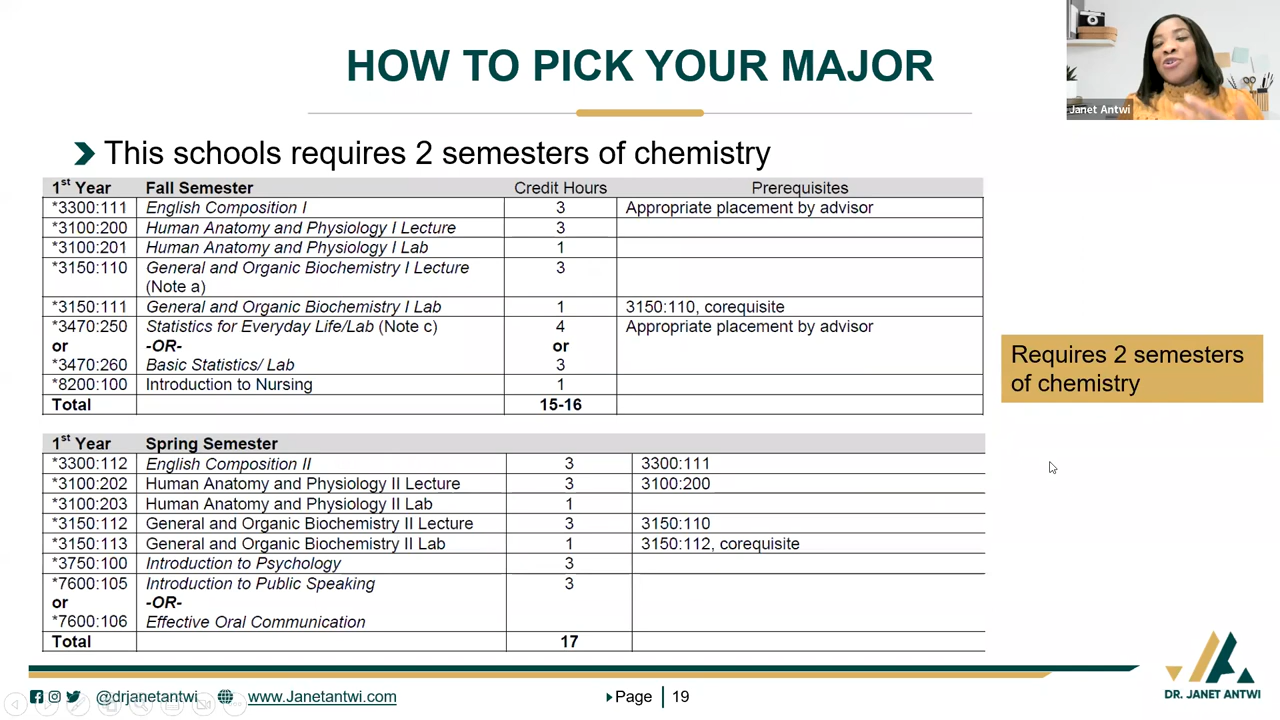 HOW TO PICK YOUR MAJOR
Janet Antwi
This schools requires 2 semesters of chemistry
1st Year Fall Semester Credit Hours Prerequisites
*3300:111 English Composition I 3 Appropriate placement by advisor
*3100:200 Human Anatomy and Physiology I Lecture 3
*3100:201 Human Anatomy and Physiology I Lab 1
*3150:110 General and Organic Biochemistry I Lecture 3
(Note a)
*3150:111 General and Organic Biochemistry I Lab 1 3150:110, corequisite
*3470:250 Statistics for Everyday Life/Lab (Note c) 4 Appropriate placement by advisor
or -OR- or
*3470:260 Basic Statistics/ Lab 3
*8200:100 Introduction to Nursing 1
Total 15-16
Requires 2 semesters
of chemistry
1st Year Spring Semester
*3300:112 English Composition II 3 3300:111
*3100:202 Human Anatomy and Physiology II Lecture 3 3100:200
*3100:203 Human Anatomy and Physiology II Lab 1
*3150:112 General and Organic Biochemistry II Lecture 3 3150:110
*3150:113 General and Organic Biochemistry II Lab 1 3150:112, corequisite
*3750:100 Introduction to Psychology 3
*7600:105 Introduction to Public Speaking 3
or -OR-
*7600:106 Effective Oral Communication
Total 17
@drjanetantwi www.Janetantwi.com Page 19
DR. JANET ANTWI